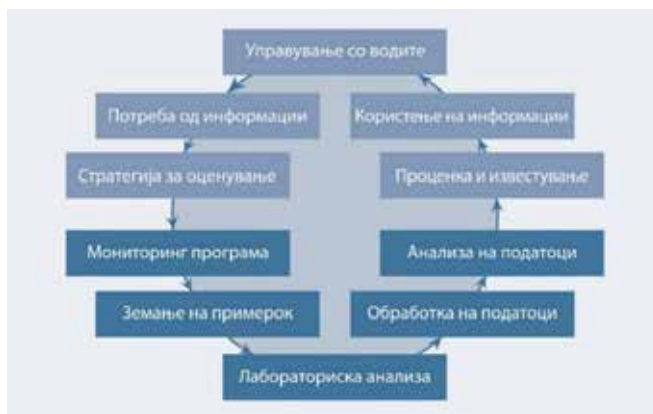 Управување со водите
Потреба од информации
Користење на информации
Стратегија за оценување
Проценка и известување
Мониторинг програма
Анализа на податоци
Земање на примерок
Обработка на податоци
Лабораториска анализа